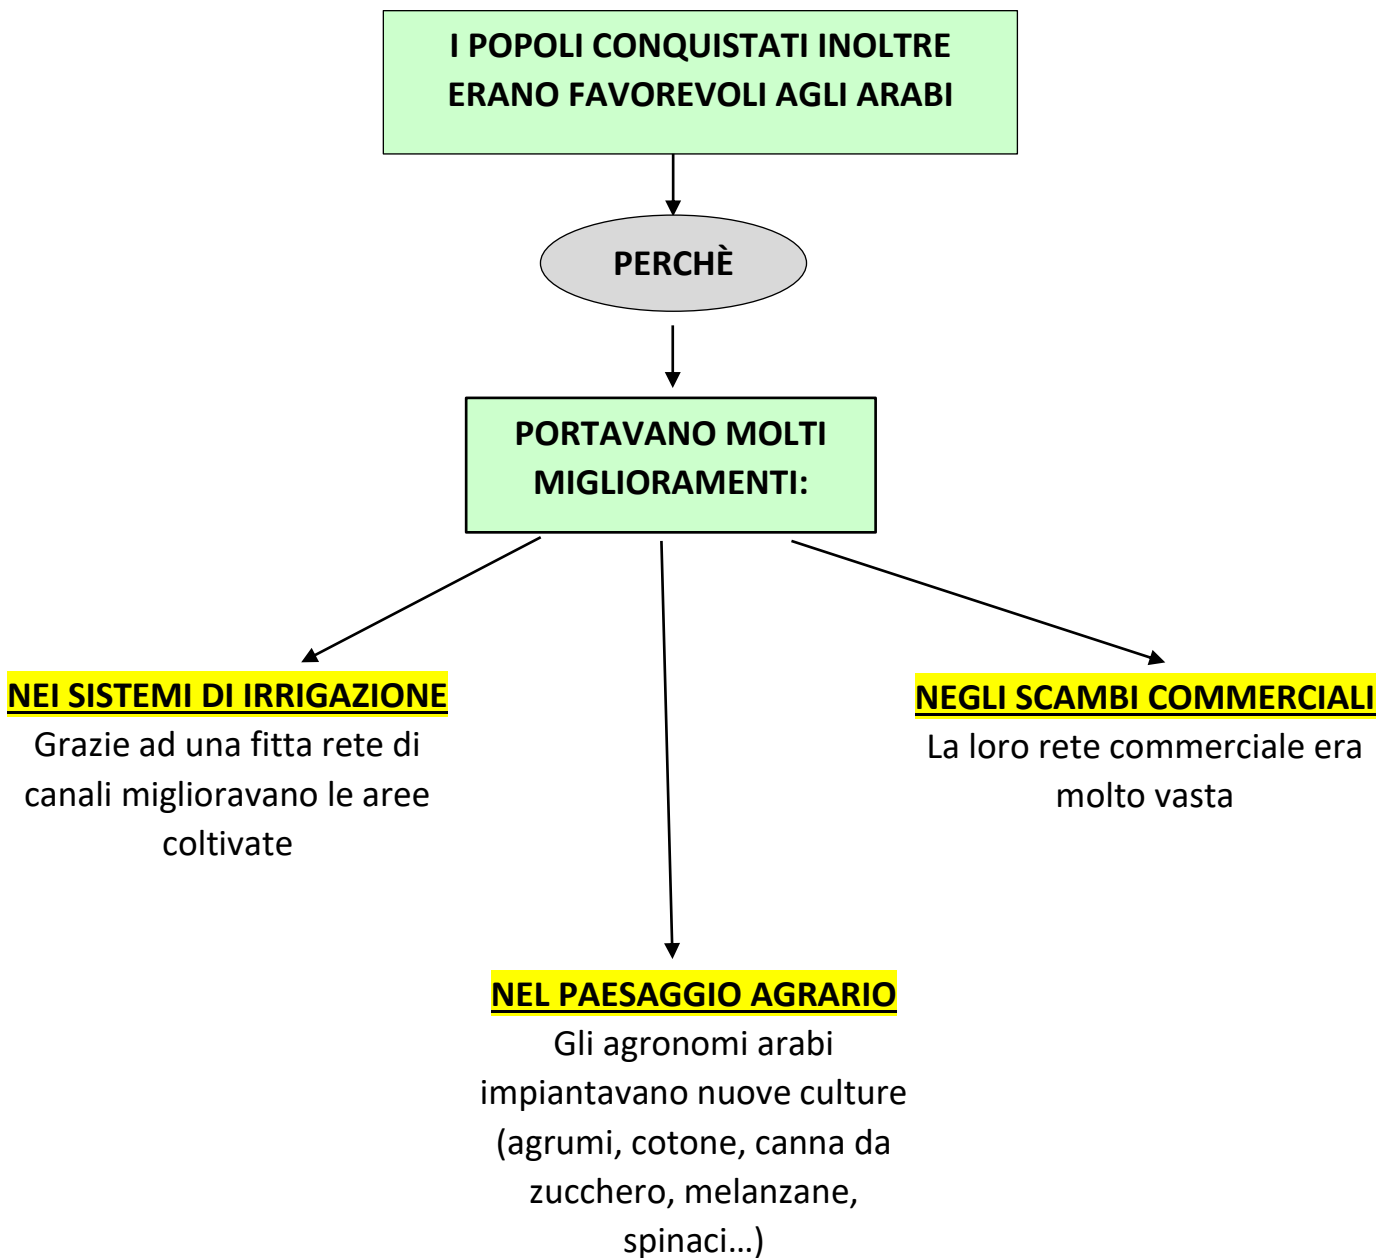 I POPOLI CONQUISTATI INOLTRE
ERANO FAVOREVOLI AGLI ARABI
PERCHÈ
PORTAVANO MOLTI
MIGLIORAMENTI:
NEI SISTEMI DI IRRIGAZIONE
Grazie ad una fitta rete di
canali miglioravano le aree
coltivate
NEGLI SCAMBI COMMERCIALI
La loro rete commerciale era
molto vasta
NEL PAESAGGIO AGRARIO
Gli agronomi arabi
impiantavano nuove culture
(agrumi, cotone, canna da
zucchero, melanzane,
spinaci…)